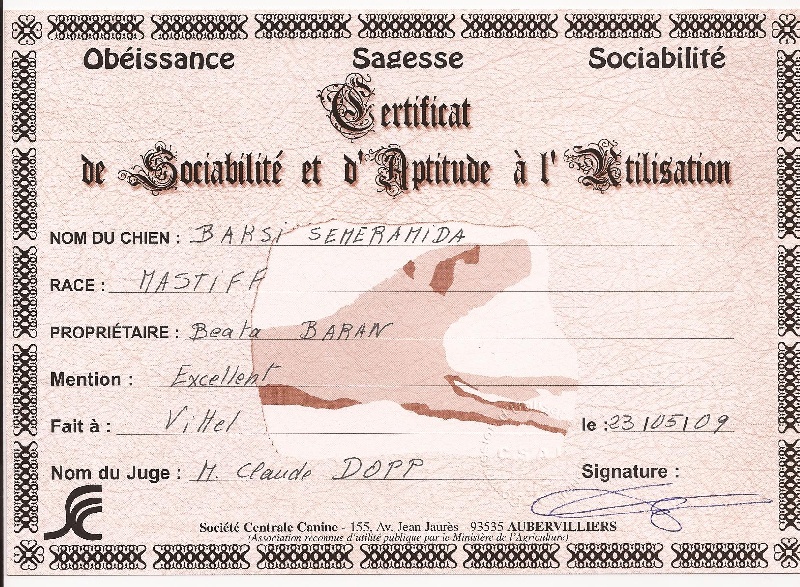 Obéissance Sagesse Sociabilité
Certificat
de Sociabilité et d'Aptitude à l'Utilisation
NOM DU CHIEN : BAKSI SEMERAMIDA
RACE : MASTIFF
PROPRIÉTAIRE : Beata BARAN
Mention : Excellent
Fait à : Vittel le : 23/05/09
Nom du Juge : M. Claude DOPP Signature :
Société Centrale Canine - 155, Av. Jean Jaurès 93535 AUBERVILLIERS
(Association reconnue d'utilité publique par le Ministère de l'Agriculture)